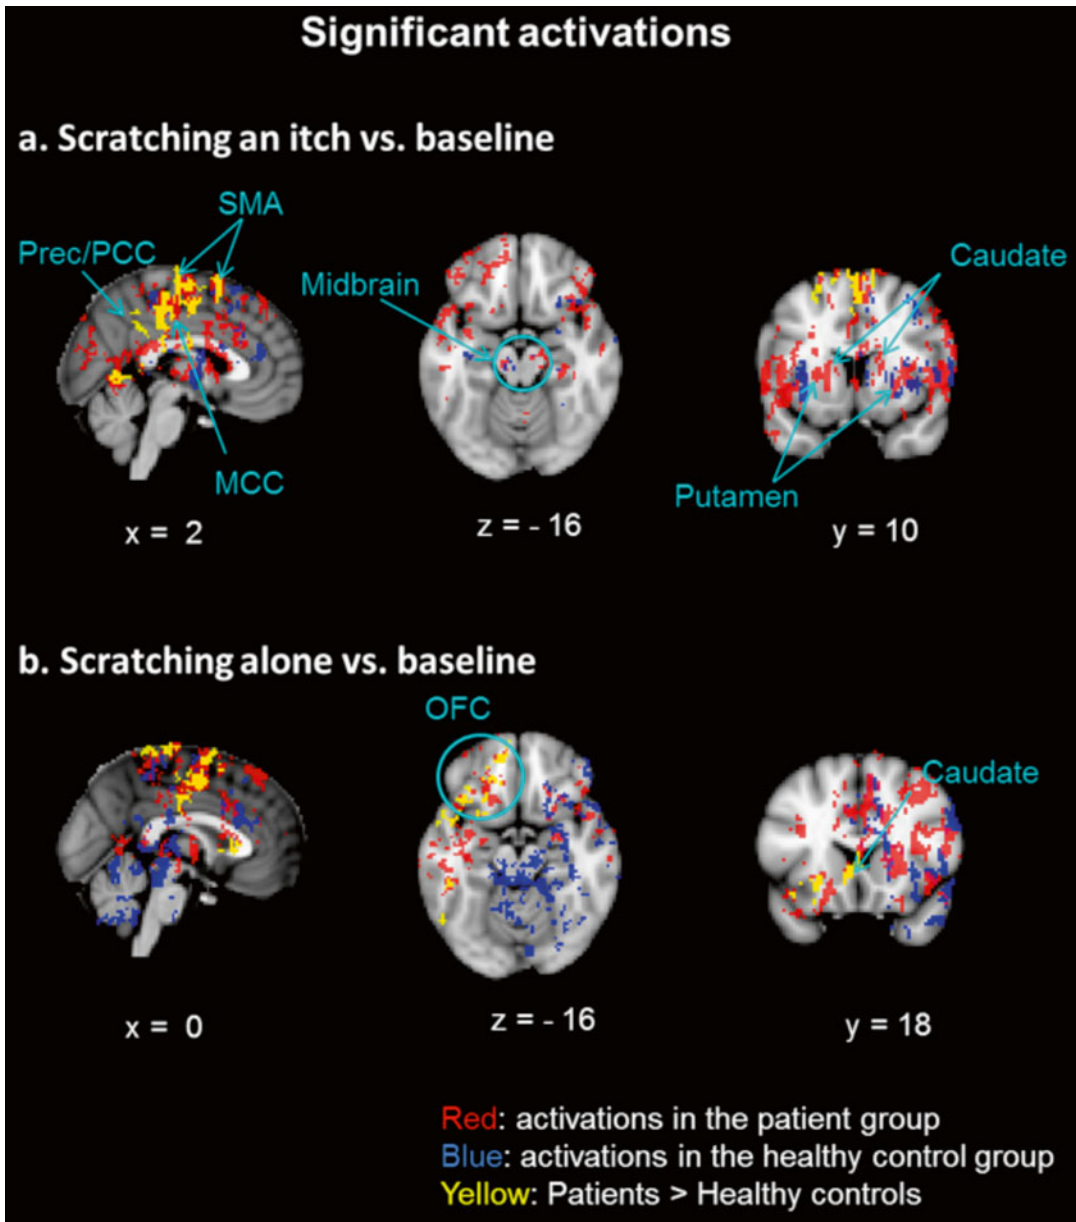 Significant activations
a. Scratching an itch vs. baseline
SMA
Prec/PCC
Midbrain
Caudate
MCC
Putamen
x = 2
z = - 16
y = 10
b. Scratching alone vs. baseline
OFC
Caudate
x = 0
z = - 16
y = 18
Red: activations in the patient group
Blue: activations in the healthy control group
Yellow: Patients > Healthy controls